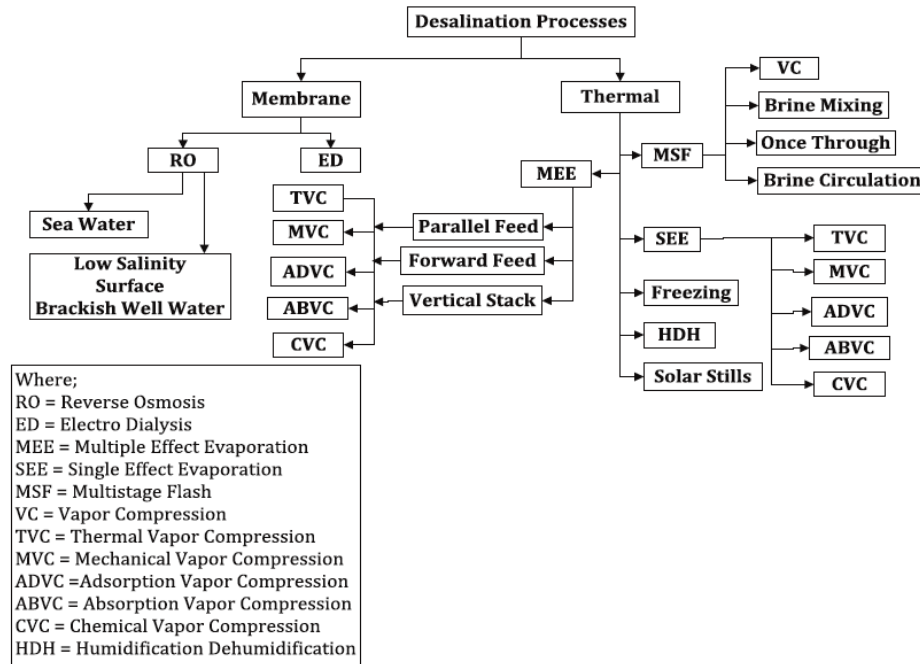 Desalination Processes
Membrane
Thermal
RO
ED
Sea Water
Low Salinity
Surface
Brackish Well Water
MEE
Parallel Feed
Forward Feed
Vertical Stack
TVC
MVC
ADVC
ABVC
CVC
MSF
VC
Brine Mixing
Once Through
Brine Circulation
SEE
TVC
MVC
ADVC
ABVC
CVC
Freezing
HDH
Solar Stills
Where;
RO = Reverse Osmosis
ED = Electro Dialysis
MEE = Multiple Effect Evaporation
SEE = Single Effect Evaporation
MSF = Multistage Flash
VC = Vapor Compression
TVC = Thermal Vapor Compression
MVC = Mechanical Vapor Compression
ADVC =Adsorption Vapor Compression
ABVC = Absorption Vapor Compression
CVC = Chemical Vapor Compression
HDH = Humidification Dehumidification